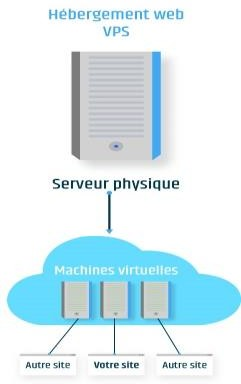 Hébergement web
VPS
Serveur physique
Machines virtuelles
Autre site
Votre site
Autre site